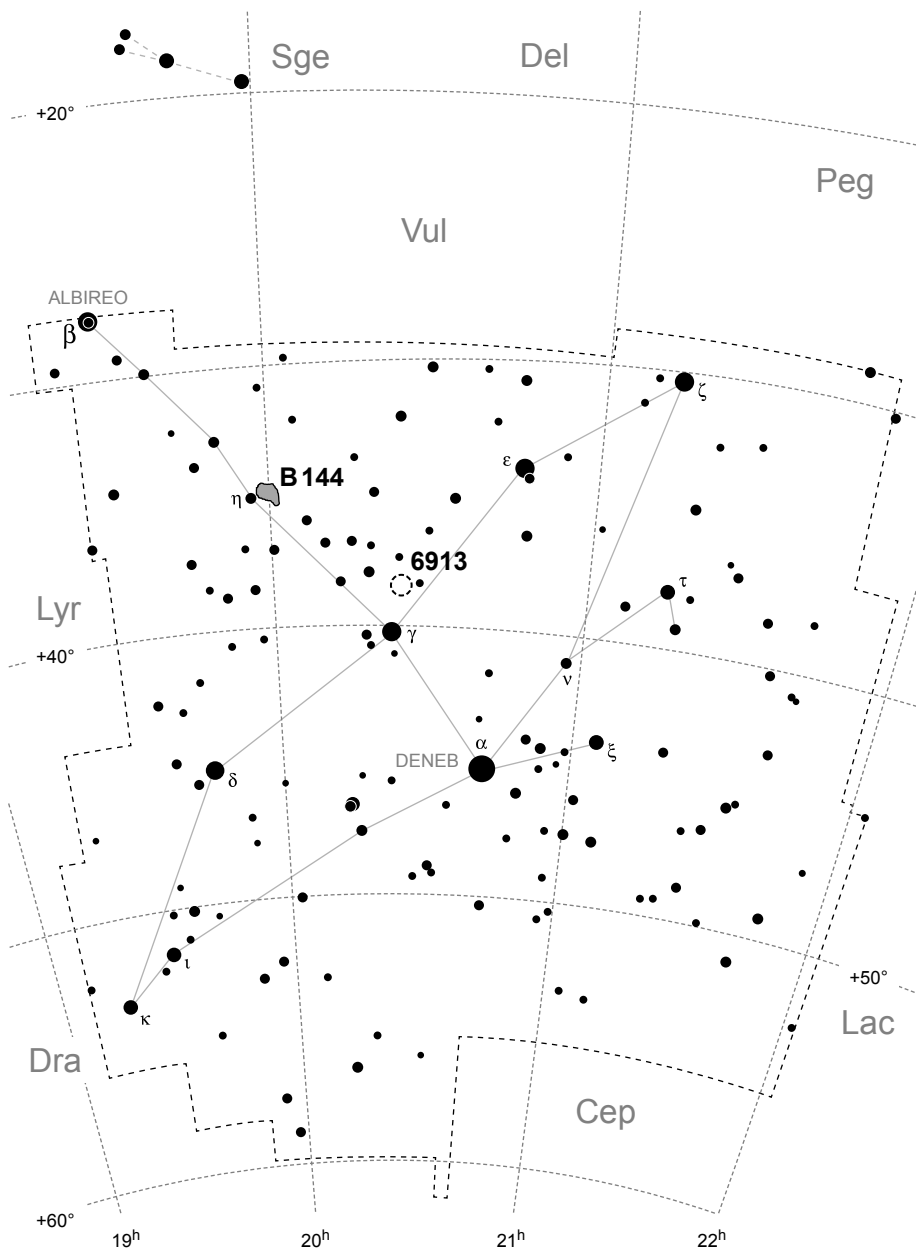 Sge
Del
+20°
Peg
Vul
ALBIREO
β
ζ
ε
B 144
η
6913
τ
Lyr
γ
+40°
ν
α
ξ
DENEB
δ
ι
+50°
κ
Lac
Dra
Cep
+60°
19h
20h
21h
22h